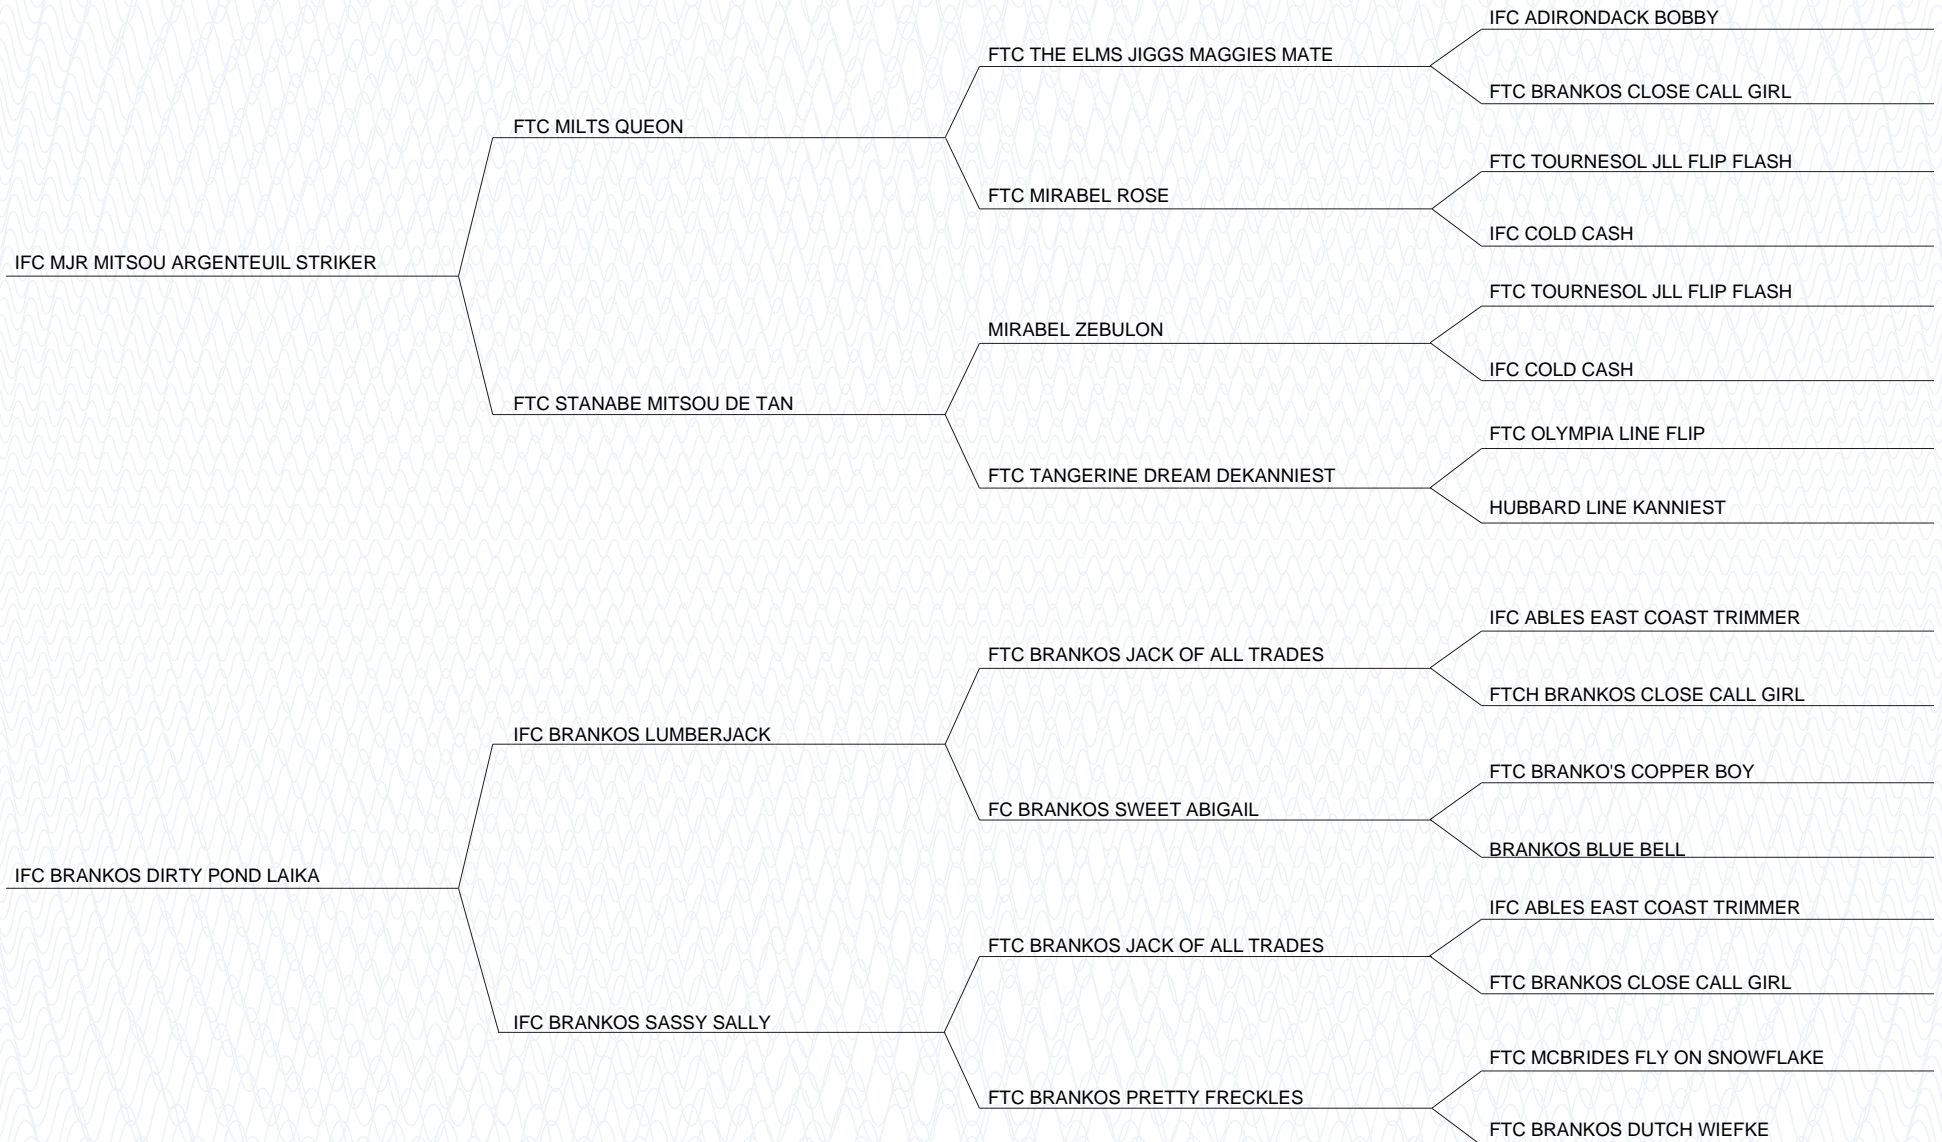 IFC ADIRONDACK BOBBY
FTC THE ELMS JIGGS MAGGIES MATE
FTC BRANKOS CLOSE CALL GIRL
FTC MILTS QUEON
FTC TOURNESOL JLL FLIP FLASH
FTC MIRABEL ROSE
IFC COLD CASH
IFC MJR MITSOU ARGENTEUIL STRIKER
FTC TOURNESOL JLL FLIP FLASH
MIRABEL ZEBULON
IFC COLD CASH
FTC STANABE MITSOU DE TAN
FTC OLYMPIA LINE FLIP
FTC TANGERINE DREAM DEKANNIEST
HUBBARD LINE KANNIEST
IFC ABLES EAST COAST TRIMMER
FTC BRANKOS JACK OF ALL TRADES
FTCH BRANKOS CLOSE CALL GIRL
IFC BRANKOS LUMBERJACK
FTC BRANKO'S COPPER BOY
FC BRANKOS SWEET ABIGAIL
BRANKOS BLUE BELL
IFC BRANKOS DIRTY POND LAIKA
IFC ABLES EAST COAST TRIMMER
FTC BRANKOS JACK OF ALL TRADES
FTC BRANKOS CLOSE CALL GIRL
IFC BRANKOS SASSY SALLY
FTC MCBRIDES FLY ON SNOWFLAKE
FTC BRANKOS PRETTY FRECKLES
FTC BRANKOS DUTCH WIEFKE